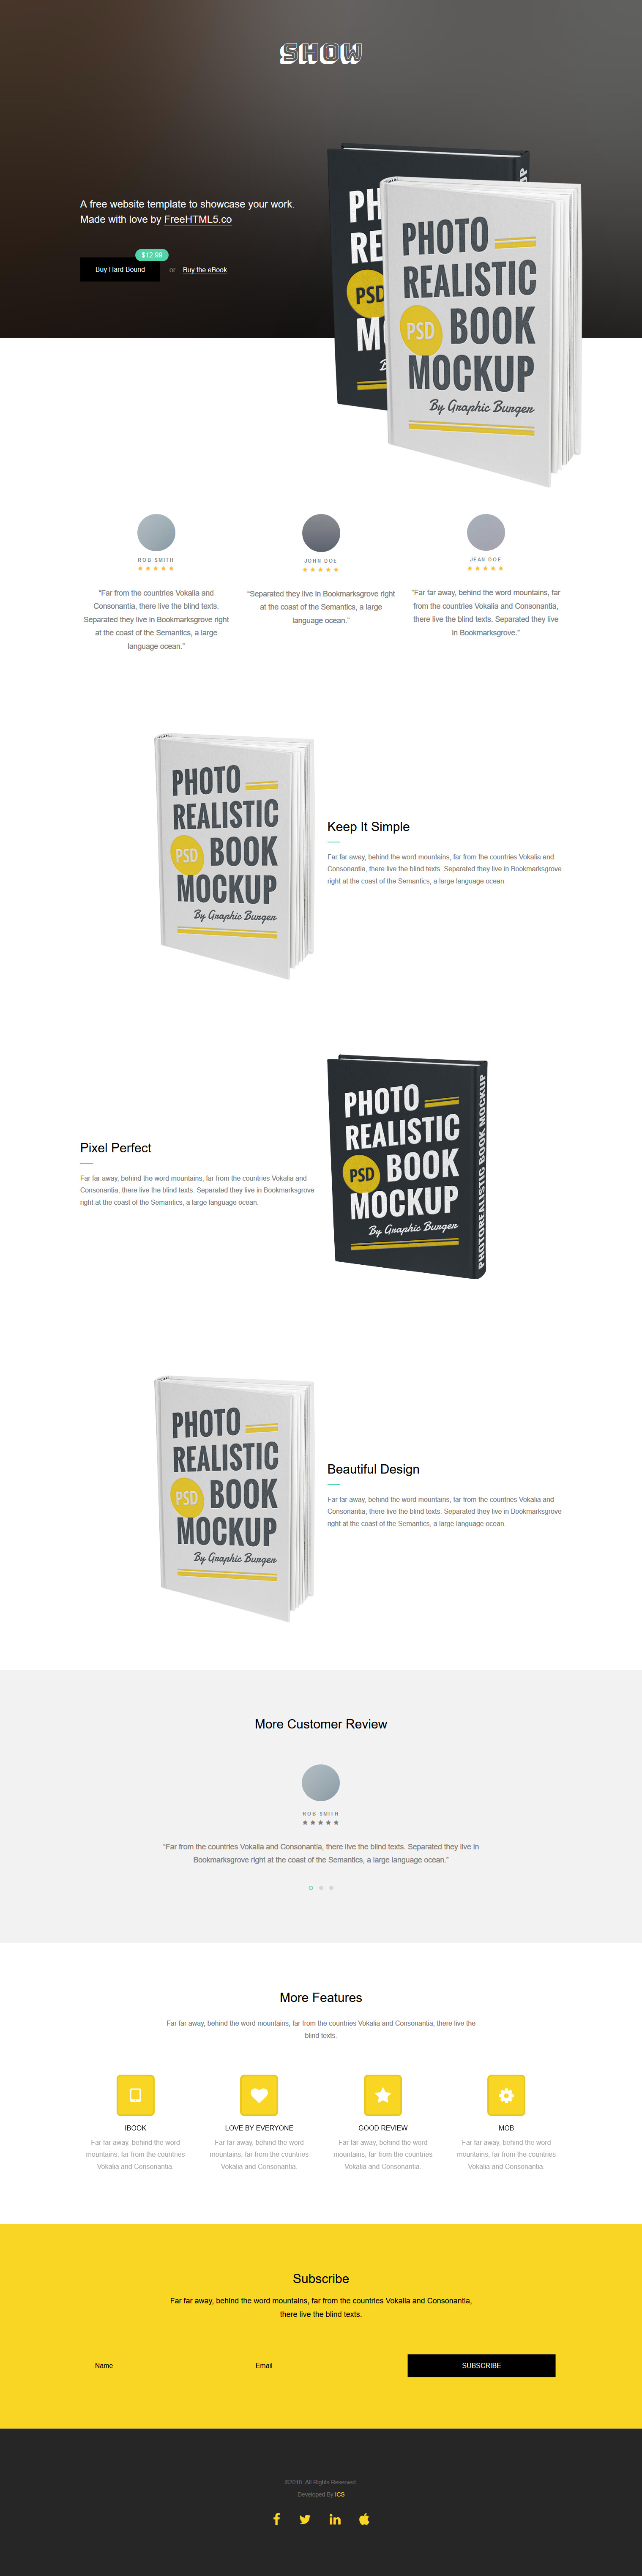 SHOW
A free website template to showcase your work.
Made with love by FreeHTML5.co
$12.99
Buy Hard Bound
or
Buy the eBook
PHOTO
REALISTIC
PSD BOOK
MOCKUP
By Graphic Burger
ROB SMITH
"Far from the countries Vokalia and
Consonantia, there live the blind texts.
Separated they live in Bookmarksgrove right
at the coast of the Semantics, a large
language ocean."
JOHN DOE
"Separated they live in Bookmarksgrove right
at the coast of the Semantics, a large
language ocean."
JEAN DOE
"Far far away, behind the word mountains, far
from the countries Vokalia and Consonantia,
there live the blind texts. Separated they live
in Bookmarksgrove."
PHOTO
REALISTIC
PSD BOOK
MOCKUP
By Graphic Burger
Keep It Simple
Far far away, behind the word mountains, far from the countries Vokalia and
Consonantia, there live the blind texts. Separated they live in Bookmarksgrove
right at the coast of the Semantics, a large language ocean.
Pixel Perfect
Far far away, behind the word mountains, far from the countries Vokalia and
Consonantia, there live the blind texts. Separated they live in Bookmarksgrove
right at the coast of the Semantics, a large language ocean.
PHOTO
REALISTIC
PSD BOOK
MOCKUP
By Graphic Burger
PHOTOREALISTIC BOOK MOCKUP
PHOTO
REALISTIC
PSD BOOK
MOCKUP
By Graphic Burger
Beautiful Design
Far far away, behind the word mountains, far from the countries Vokalia and
Consonantia, there live the blind texts. Separated they live in Bookmarksgrove
right at the coast of the Semantics, a large language ocean.
More Customer Review
ROB SMITH
"Far from the countries Vokalia and Consonantia, there live the blind texts. Separated they live in
Bookmarksgrove right at the coast of the Semantics, a large language ocean."
More Features
Far far away, behind the word mountains, far from the countries Vokalia and Consonantia, there live the
blind texts.
IBOOK
Far far away, behind the word
mountains, far from the countries
Vokalia and Consonantia.
LOVE BY EVERYONE
Far far away, behind the word
mountains, far from the countries
Vokalia and Consonantia.
GOOD REVIEW
Far far away, behind the word
mountains, far from the countries
Vokalia and Consonantia.
MOB
Far far away, behind the word
mountains, far from the countries
Vokalia and Consonantia.
Subscribe
Far far away, behind the word mountains, far from the countries Vokalia and Consonantia,
there live the blind texts.
Name
Email
SUBSCRIBE
©2016. All Rights Reserved.
Developed By ICS